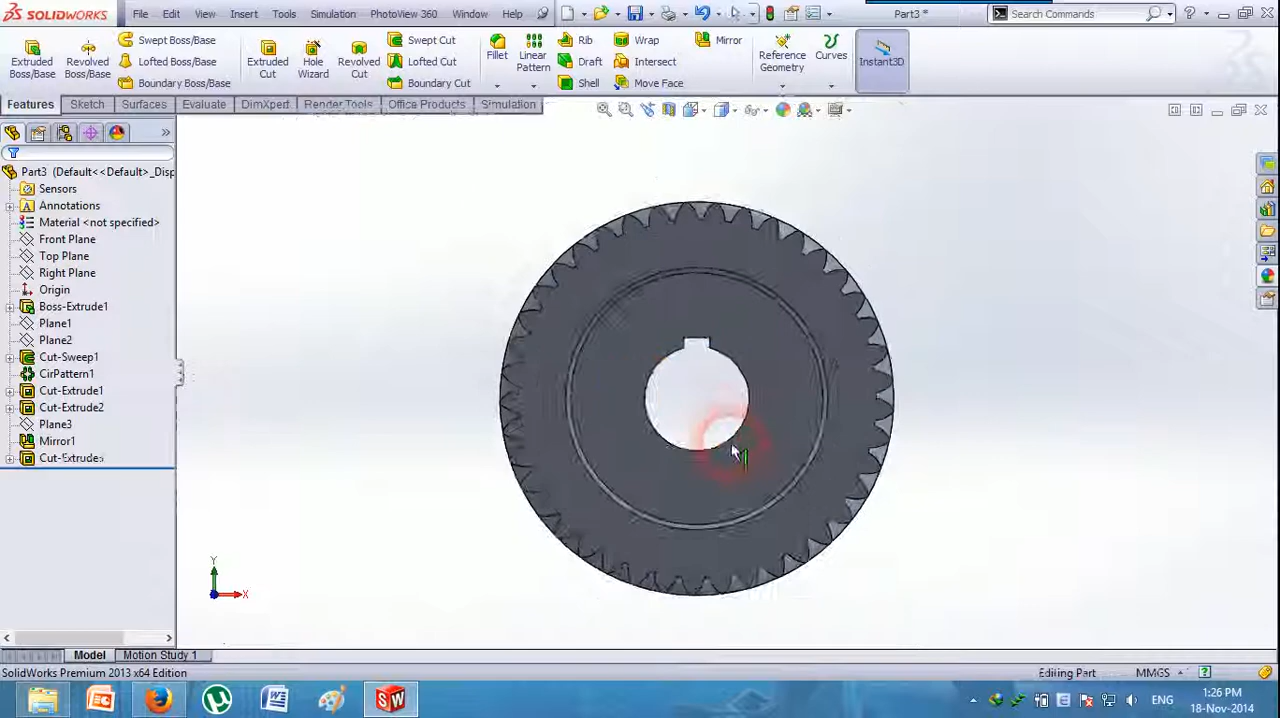 SOLIDWORKS File Edit View Insert Tools Simulation PhotoView 360 Window Help Part3 * Search Commands
Extruded Boss/Base
Revolved Boss/Base
Swept Boss/Base
Lofted Boss/Base
Boundary Boss/Base
Extruded Cut
Hole Wizard
Revolved Cut
Swept Cut
Lofted Cut
Boundary Cut
Fillet
Linear Pattern
Rib
Draft
Shell
Wrap
Intersect
Move Face
Mirror
Reference Geometry
Curves
Instant3D
Features Sketch Surfaces Evaluate DimXpert Render Tools Office Products Simulation
Part3 (Default<<Default>_Disp
Sensors
Annotations
Material <not specified>
Front Plane
Top Plane
Right Plane
Origin
Boss-Extrude1
Plane1
Plane2
Cut-Sweep1
CirPattern1
Cut-Extrude1
Cut-Extrude2
Plane3
Mirror1
Y
X
Model Motion Study 1
SolidWorks Premium 2013 x64 Edition Editing Part MMGS
ENG
1:26 PM
18-Nov-2014